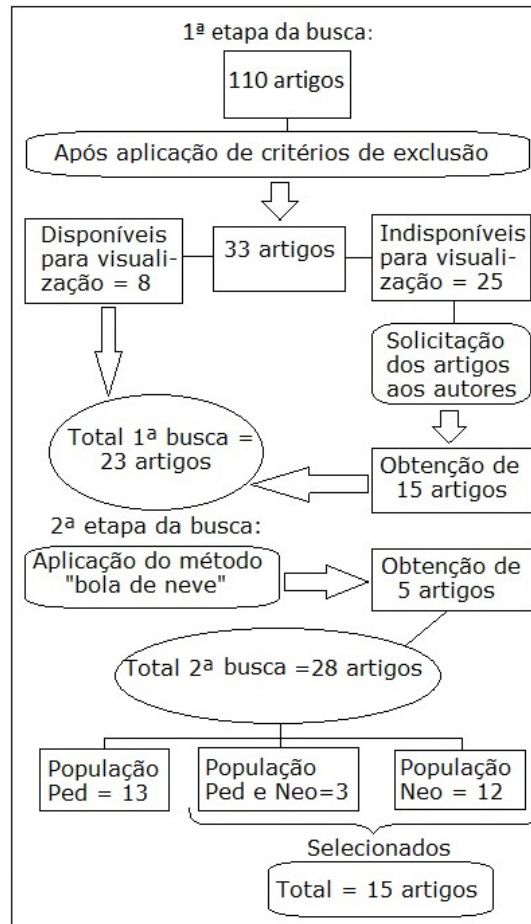 1ª etapa da busca:
110 artigos
Após aplicação de critérios de exclusão
Disponíveis
para visuali-
zação = 8
33 artigos
Indisponíveis
para visuali-
zação = 25
Solicitação
dos artigos
aos autores
Total 1ª busca =
23 artigos
Obtenção de
15 artigos
2ª etapa da busca:
Aplicação do método
"bola de neve"
Obtenção de
5 artigos
Total 2ª busca =28 artigos
População
Ped = 13
População
Ped e Neo=3
População
Neo = 12
Selecionados
Total = 15 artigos